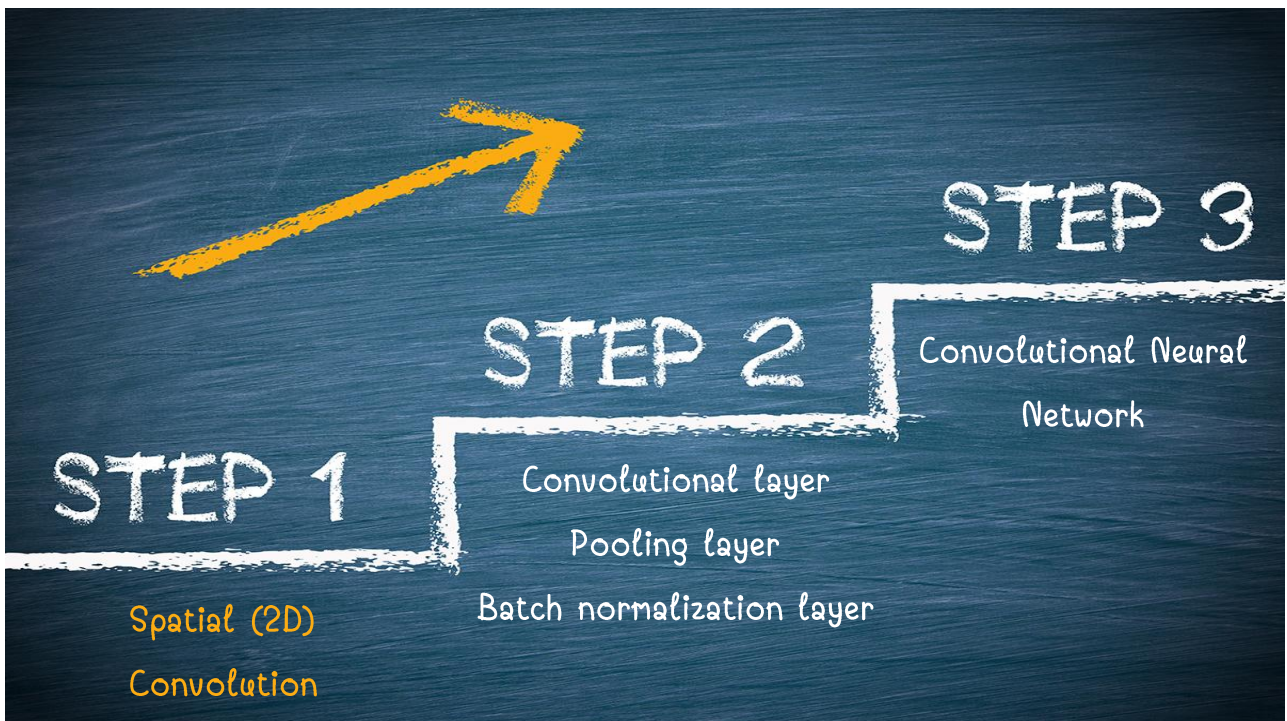 STEP 1
Spatial (2D)
Convolution
STEP 2
Convolutional layer
Pooling layer
Batch normalization layer
STEP 3
Convolutional Neural
Network